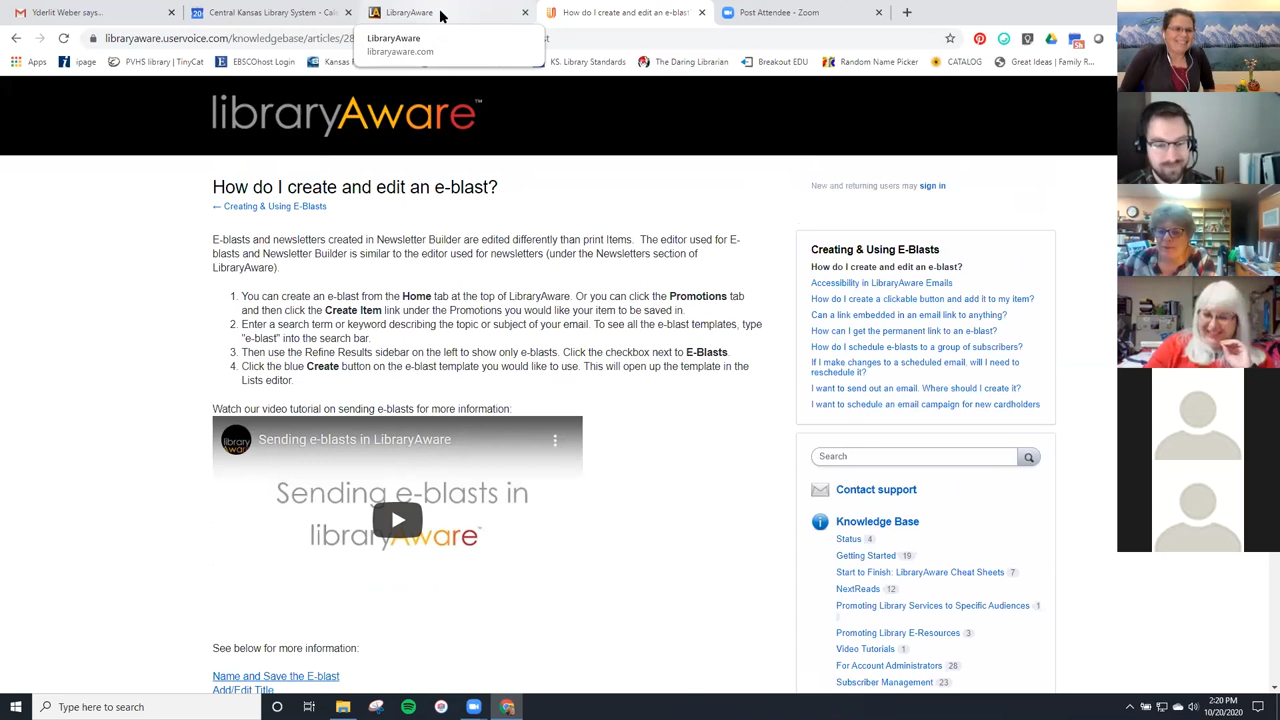 Yderlit Weber
20
Central Kansas Library System - Cal
LA
LibraryAware
How do I create and edit an e-blast
Post Attendee - Zoom
libraryaware.uservoice.com/knowledgebase/articles/28
LibraryAware
libraryaware.com
Apps
ipage
PVHS library | TinyCat
EBSCOhost Login
Kansas
KS. Library Standards
The Daring Librarian
Breakout EDU
Random Name Picker
CATALOG
Great Ideas | Family R...
libraryAware™
How do I create and edit an e-blast?
← Creating & Using E-Blasts
E-blasts and newsletters created in Newsletter Builder are edited differently than print Items. The editor used for E-
blasts and Newsletter Builder is similar to the editor used for newsletters (under the Newsletters section of
LibraryAware).
1. You can create an e-blast from the Home tab at the top of LibraryAware. Or you can click the Promotions tab
and then click the Create Item link under the Promotions you would like your item to be saved in.
2. Enter a search term or keyword describing the topic or subject of your email. To see all the e-blast templates, type
"e-blast" into the search bar.
3. Then use the Refine Results sidebar on the left to show only e-blasts. Click the checkbox next to E-Blasts.
4. Click the blue Create button on the e-blast template you would like to use. This will open up the template in the
Lists editor.
Watch our video tutorial on sending e-blasts for more information:
library Aware
Sending e-blasts in LibraryAware
Sending e-blasts in
libraryAware™
See below for more information:
Name and Save the E-blast
Add/Edit Title
New and returning users may sign in
Creating & Using E-Blasts
How do I create and edit an e-blast?
Accessibility in LibraryAware Emails
How do I create a clickable button and add it to my item?
Can a link embedded in an email link to anything?
How can I get the permanent link to an e-blast?
How do I schedule e-blasts to a group of subscribers?
If I make changes to a scheduled email, will I need to
reschedule it?
I want to send out an email. Where should I create it?
I want to schedule an email campaign for new cardholders
Search
Contact support
Knowledge Base
Status 4
Getting Started 19
Start to Finish: LibraryAware Cheat Sheets 7
NextReads 12
Promoting Library Services to Specific Audiences 1
Promoting Library E-Resources 3
Video Tutorials 1
For Account Administrators 28
Subscriber Management 23
Type here to search
2:20 PM
10/20/2020